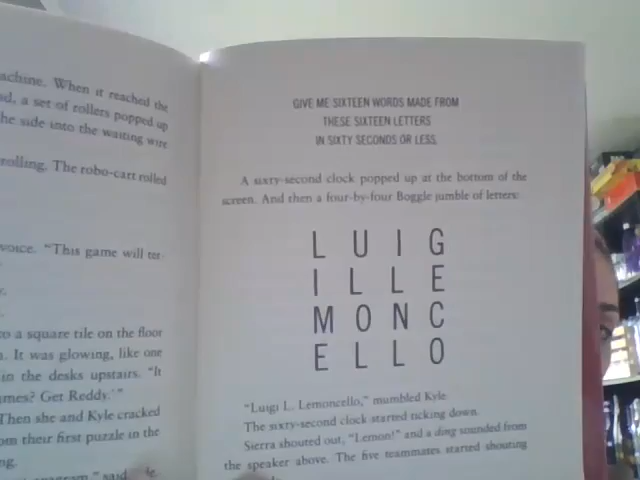 achine. When it reached the
d, a set of rollers popped up
he side into the waiting wire
rolling. The robo-cart rolled
voice. "This game will ter-
to a square tile on the floor
. It was glowing, like one
in the desks upstairs. "It
ames? Get Reddy.'"
Then she and Kyle cracked
om their first puzzle in the
ng.
GIVE ME SIXTEEN WORDS MADE FROM
THESE SIXTEEN LETTERS
IN SIXTY SECONDS OR LESS.
A sixty-second clock popped up at the bottom of the
screen. And then a four-by-four Boggle jumble of letters:
L U I G
I L L E
M O N C
E L L O
"Luigi L. Lemoncello," mumbled Kyle.
The sixty-second clock started ticking down.
Sierra shouted out, "Lemon!" and a ding sounded from
the speaker above. The five teammates started shouting